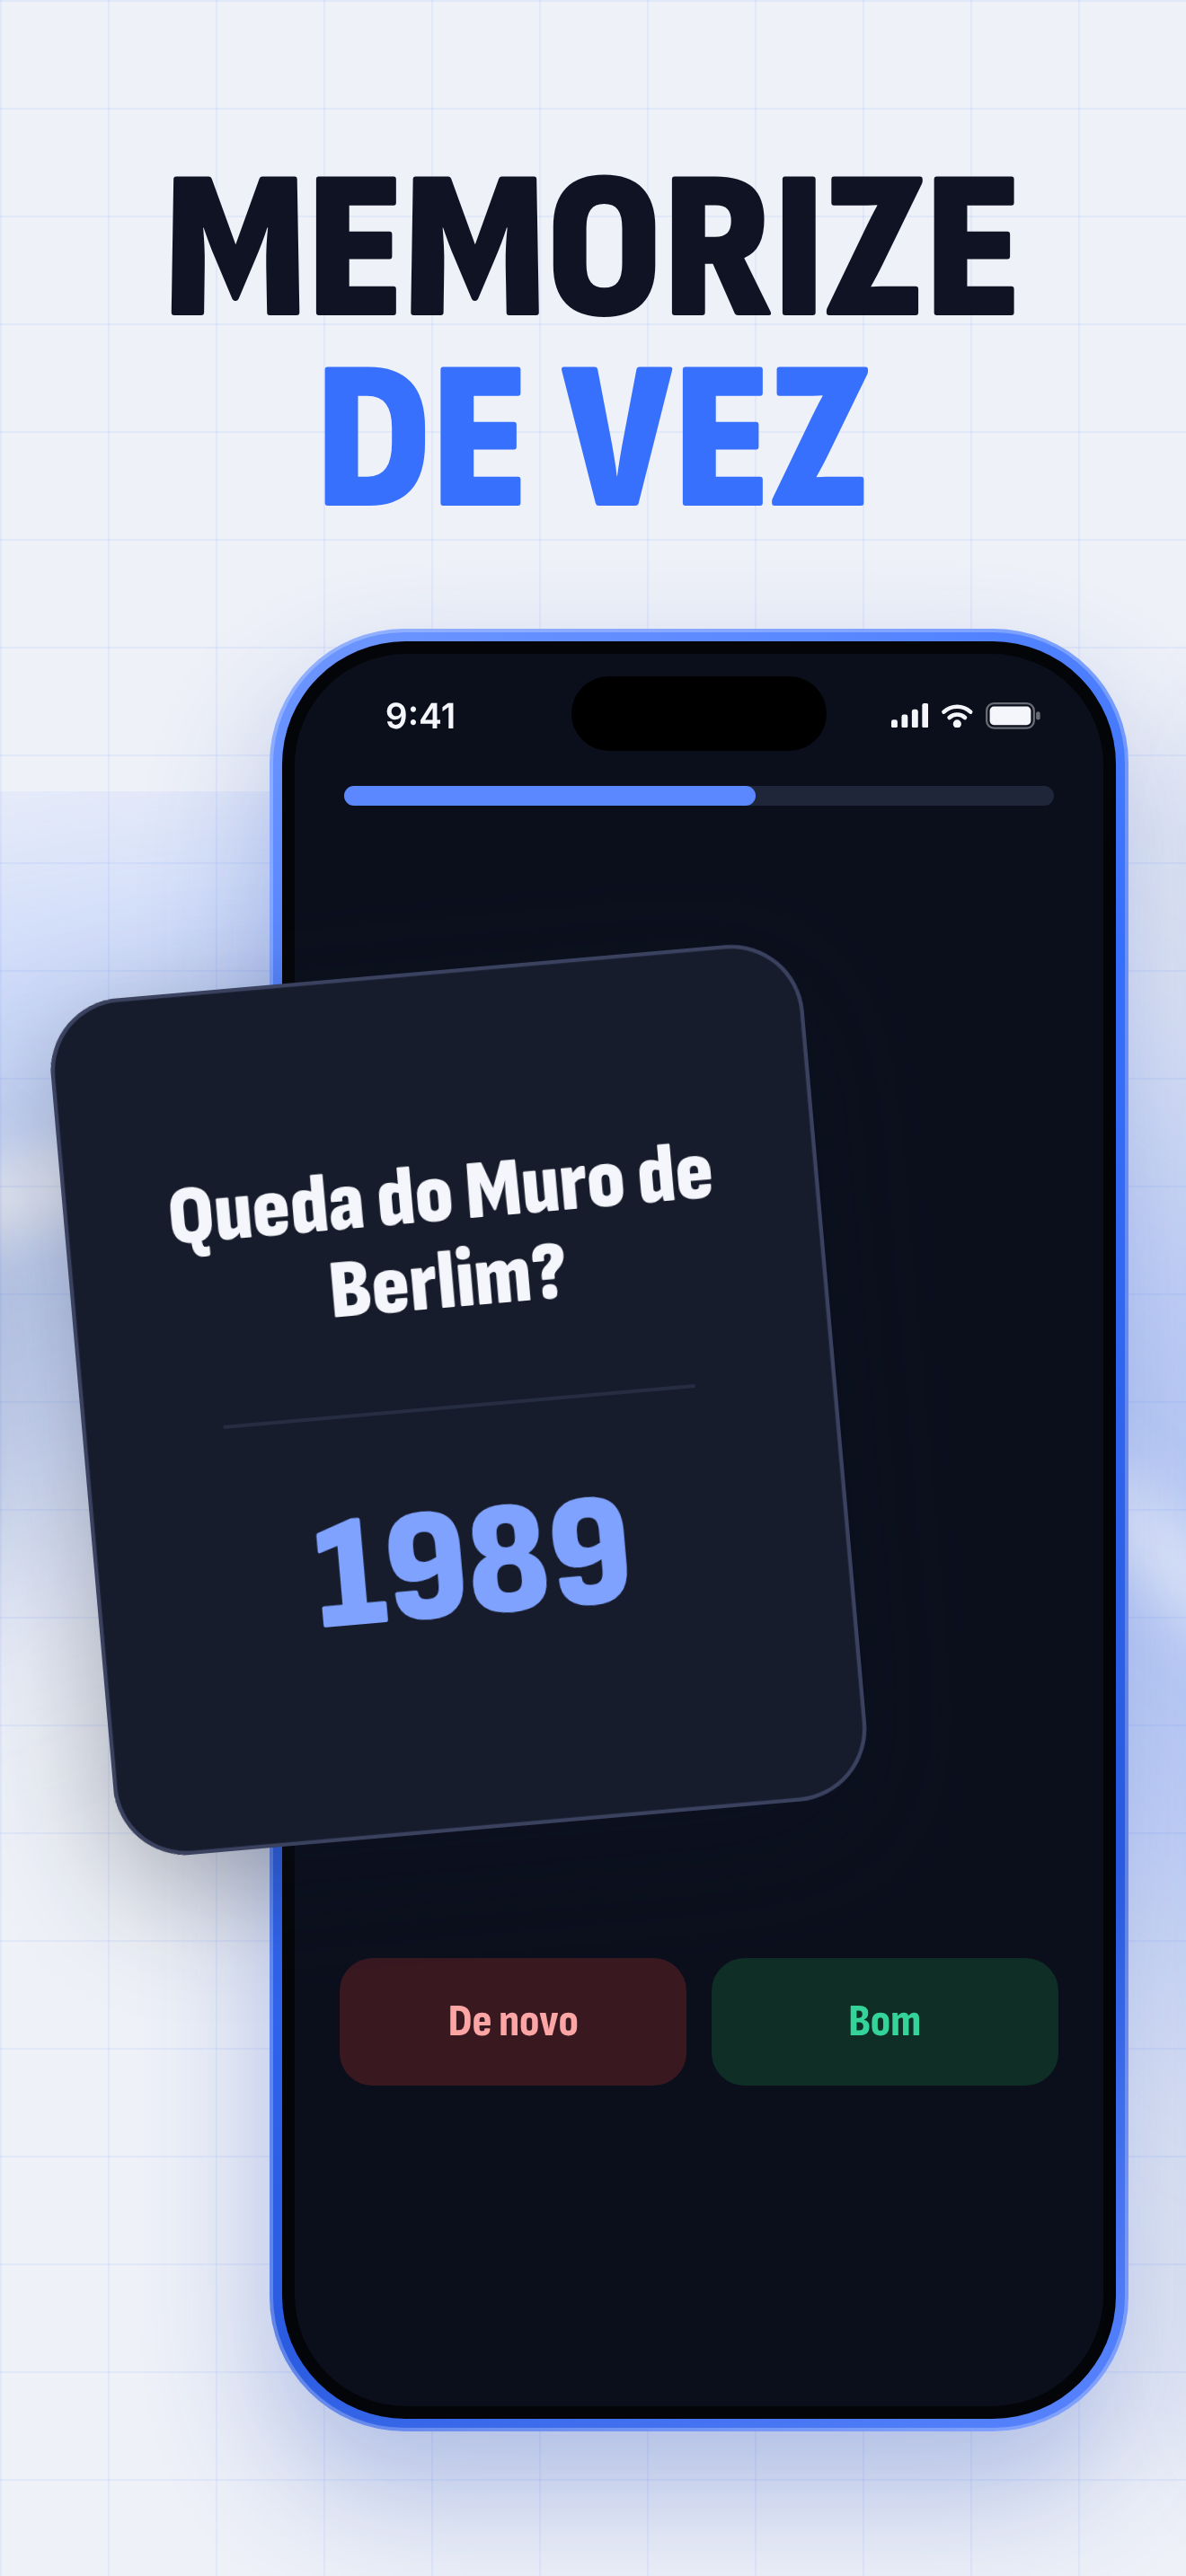 MEMORIZE
DE VEZ
9:41
Queda do Muro de
Berlim?
1989
De novo
Bom